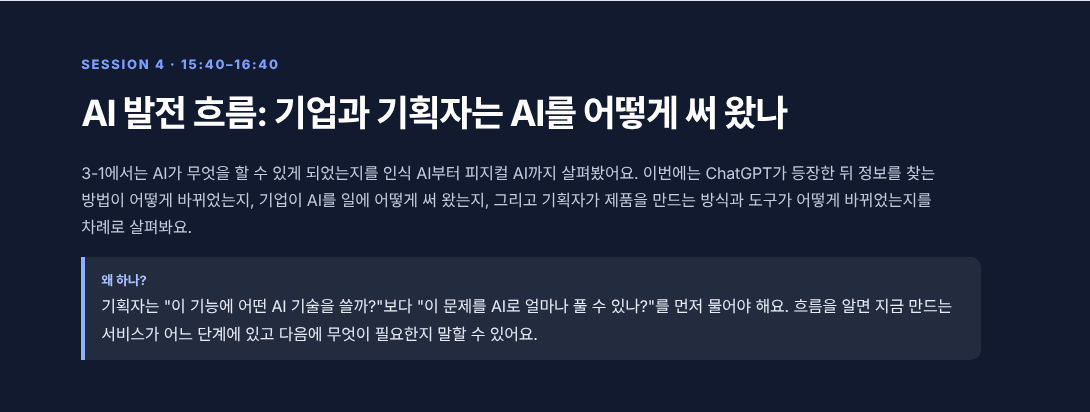 SESSION 4 · 15:40–16:40
AI 발전 흐름: 기업과 기획자는 AI를 어떻게 써 왔나
3-1에서는 AI가 무엇을 할 수 있게 되었는지를 인식 AI부터 피지컬 AI까지 살펴봤어요. 이번에는 ChatGPT가 등장한 뒤 정보를 찾는
방법이 어떻게 바뀌었는지, 기업이 AI를 일에 어떻게 써 왔는지, 그리고 기획자가 제품을 만드는 방식과 도구가 어떻게 바뀌었는지를
차례로 살펴봐요.
왜 하나?
기획자는 "이 기능에 어떤 AI 기술을 쓸까?"보다 "이 문제를 AI로 얼마나 풀 수 있나?"를 먼저 물어야 해요. 흐름을 알면 지금 만드는
서비스가 어느 단계에 있고 다음에 무엇이 필요한지 말할 수 있어요.